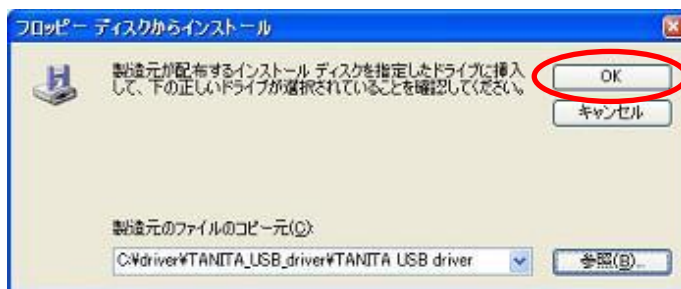 フロッピー ディスクからインストール
製造元が配布するインストール ディスクを指定したドライブに挿入
して、下の正しいドライブが選択されていることを確認してください。
OK
キャンセル
製造元のファイルのコピー元(C):
C:¥driver¥TANITA_USB_driver¥TANITA USB driver
参照(B)...